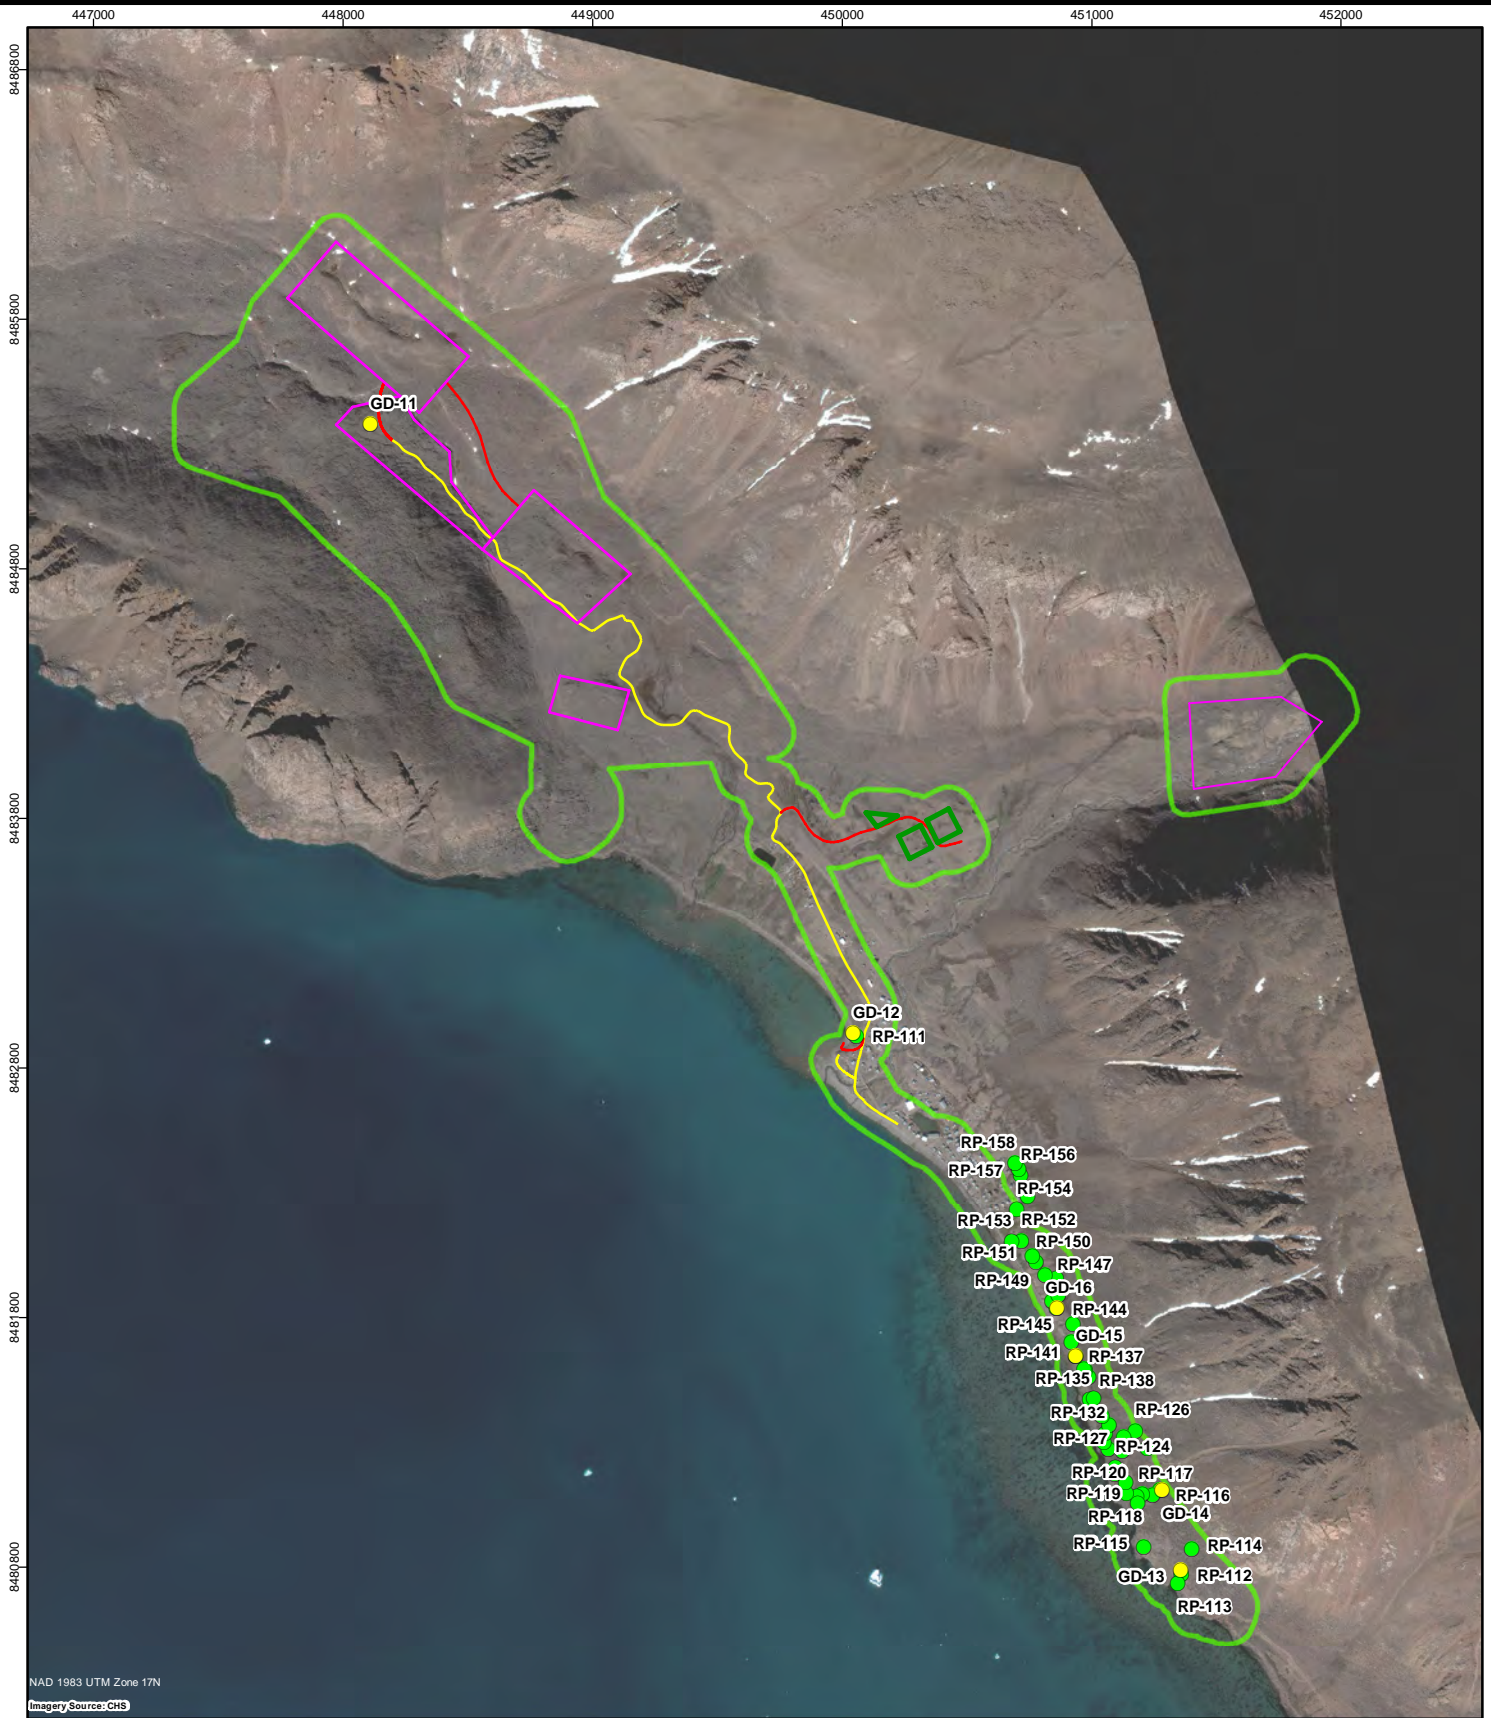 447000 448000 449000 450000 451000 452000
8486800
8485800
8484800
8483800
8482800
8481800
8480800
GD-11
GD-12
RP-111
RP-158
RP-156
RP-157
RP-154
RP-153 RP-152
RP-151 RP-150
RP-147
RP-149
GD-16
RP-144
RP-145
GD-15
RP-141
RP-137
RP-135
RP-138
RP-132
RP-126
RP-127
RP-124
RP-120 RP-117
RP-119 RP-116
RP-118 GD-14
RP-115 RP-114
GD-13 RP-112
RP-113
NAD 1983 UTM Zone 17N
Imagery Source: CHS